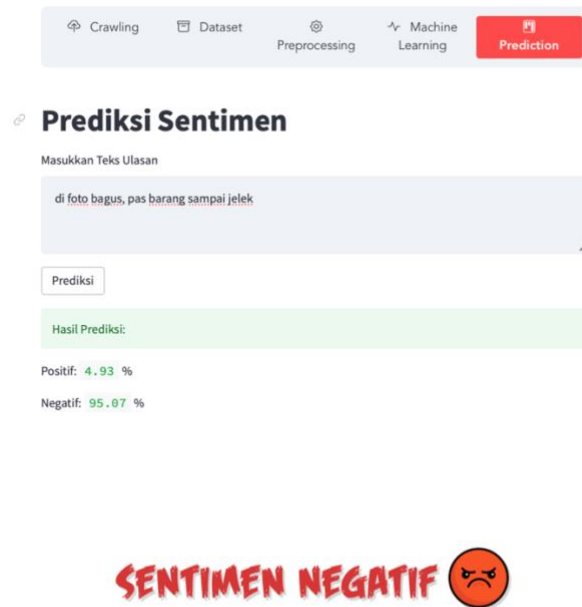 Crawling
Dataset
Preprocessing
Machine
Learning
Prediction
Prediksi Sentimen
Masukkan Teks Ulasan
di foto bagus, pas barang sampai jelek
Prediksi
Hasil Prediksi:
Positif: 4.93 %
Negatif: 95.07 %
SENTIMEN NEGATIF